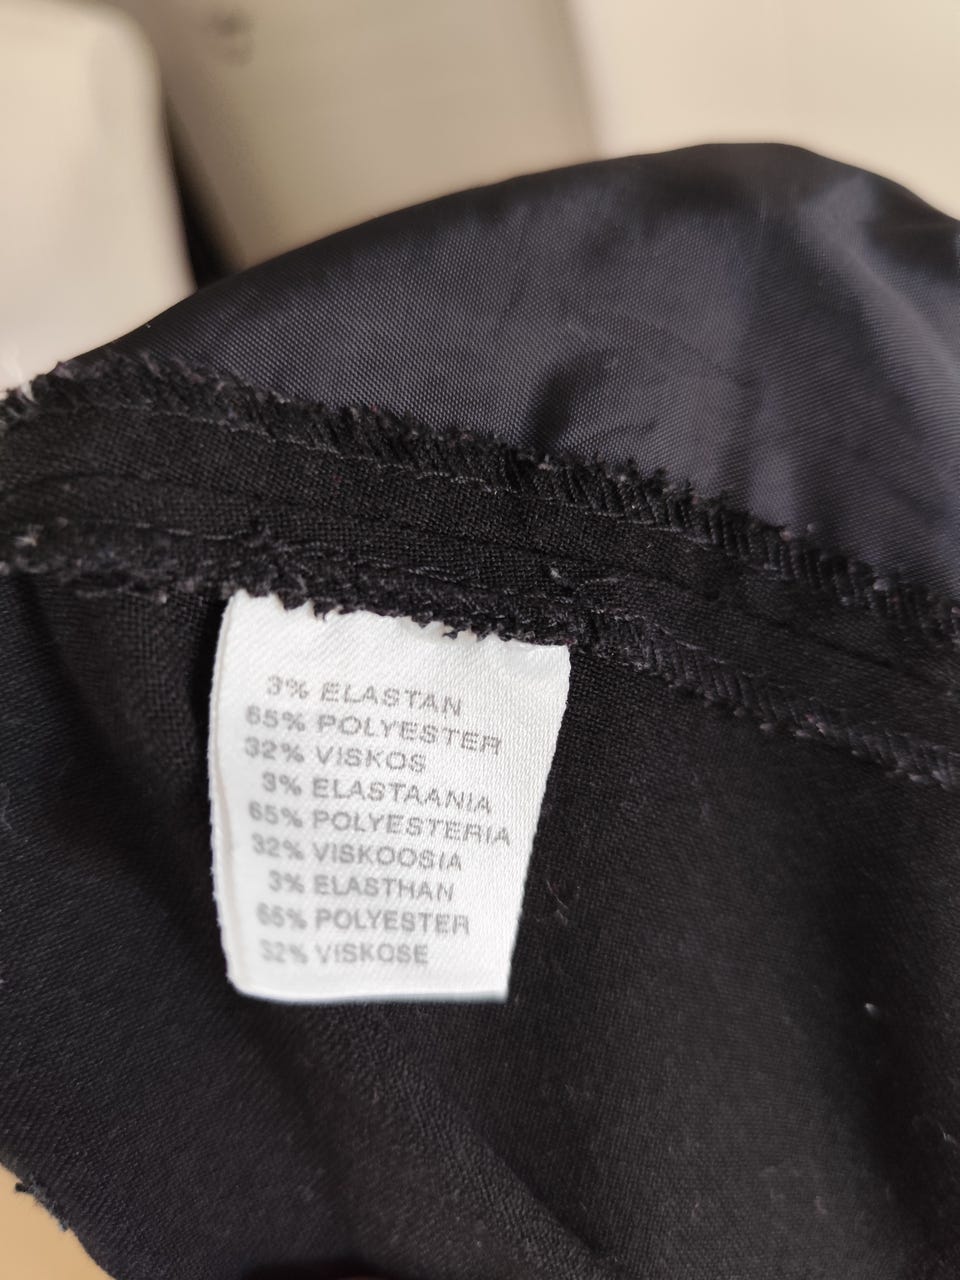 3% ELASTAN
65% POLYESTER
32% VISKOS
3% ELASTAANIA
65% POLYESTERIA
32% VISKOOSIA
3% ELASTHAN
65% POLYESTER
32% VISKOSE